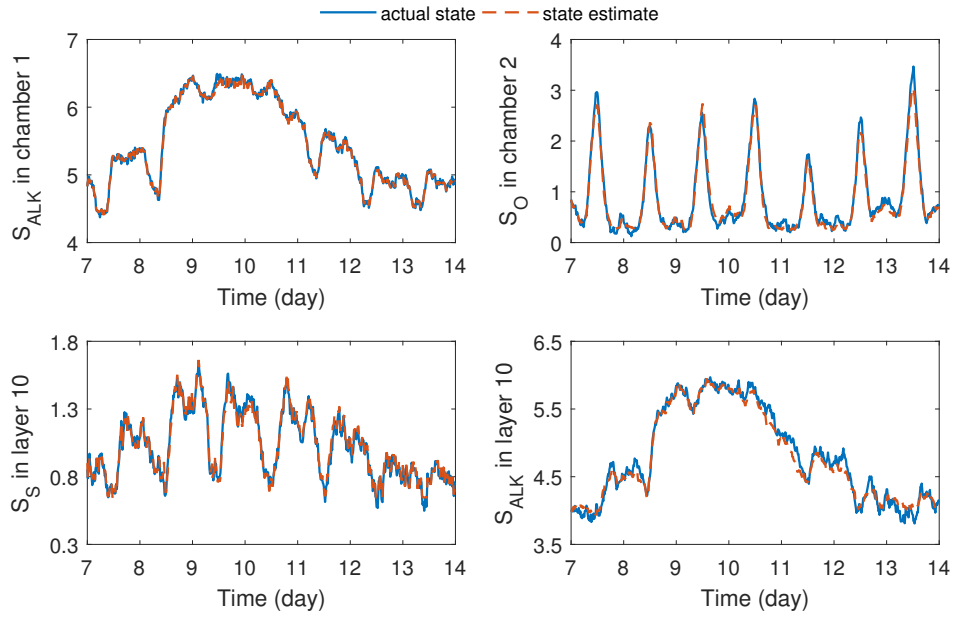 actual state state estimate
S_ALK in chamber 1
7
6
5
4
7 8 9 10 11 12 13 14
Time (day)
S_O in chamber 2
4
3
2
1
0
7 8 9 10 11 12 13 14
Time (day)
S_S in layer 10
1.8
1.3
0.8
0.3
7 8 9 10 11 12 13 14
Time (day)
S_ALK in layer 10
6.5
5.5
4.5
3.5
7 8 9 10 11 12 13 14
Time (day)